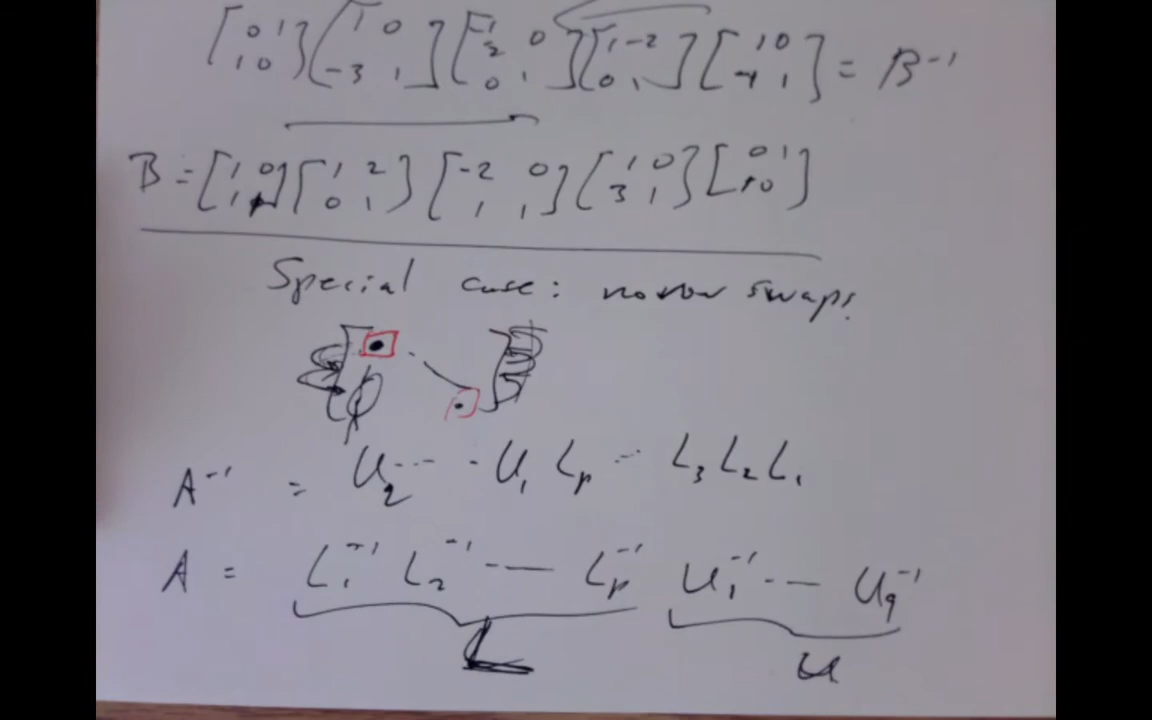 [0 1; 1 0] [1 0; -3 1] [-1/2 0; 0 1] [1 -2; 0 1] [1 0; -1 1] = B⁻¹
B = [1 0; 1 1] [1 2; 0 1] [-2 0; 1 1] [1 0; 3 1] [0 1; 1 0]
Special case: no row swaps.
A⁻¹ = U_q ... U₁ L_p ... L₃ L₂ L₁
A = L₁⁻¹ L₂⁻¹ ... L_p⁻¹ U₁⁻¹ ... U_q⁻¹
L U